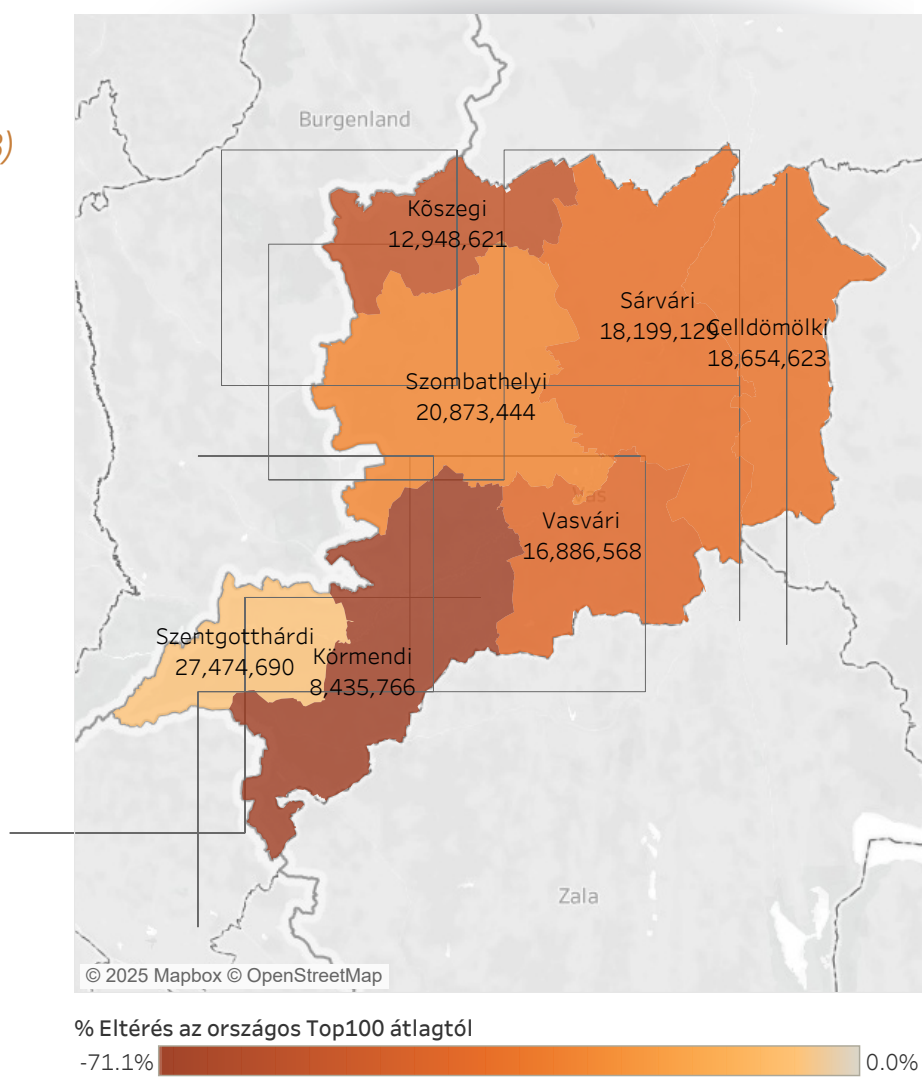 3)
Burgenland
Kõszegi
12,948,621
Sárvári
18,199,129
Celldömölki
18,654,623
Szombathelyi
20,873,444
Vas
Vasvári
16,886,568
Szentgotthárdi
27,474,690
Körmendi
8,435,766
Zala
© 2025 Mapbox © OpenStreetMap
% Eltérés az országos Top100 átlagtól
-71.1% 0.0%